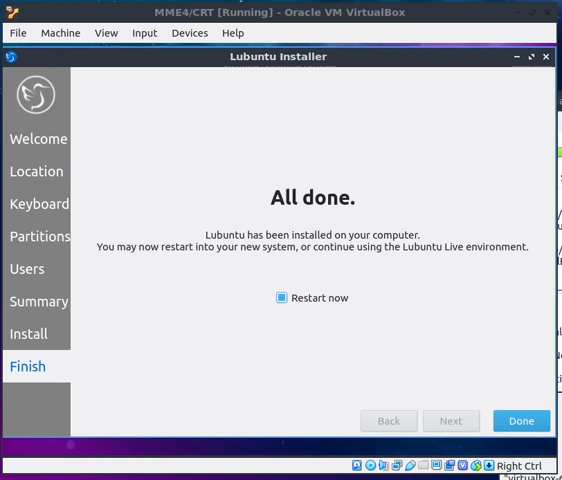 MME4/CRT [Running] - Oracle VM VirtualBox
File Machine View Input Devices Help
Lubuntu Installer
Welcome
Location
Keyboard
Partitions
Users
Summary
Install
Finish
All done.
Lubuntu has been installed on your computer.
You may now restart into your new system, or continue using the Lubuntu Live environment.
Restart now
Back Next Done
Right Ctrl